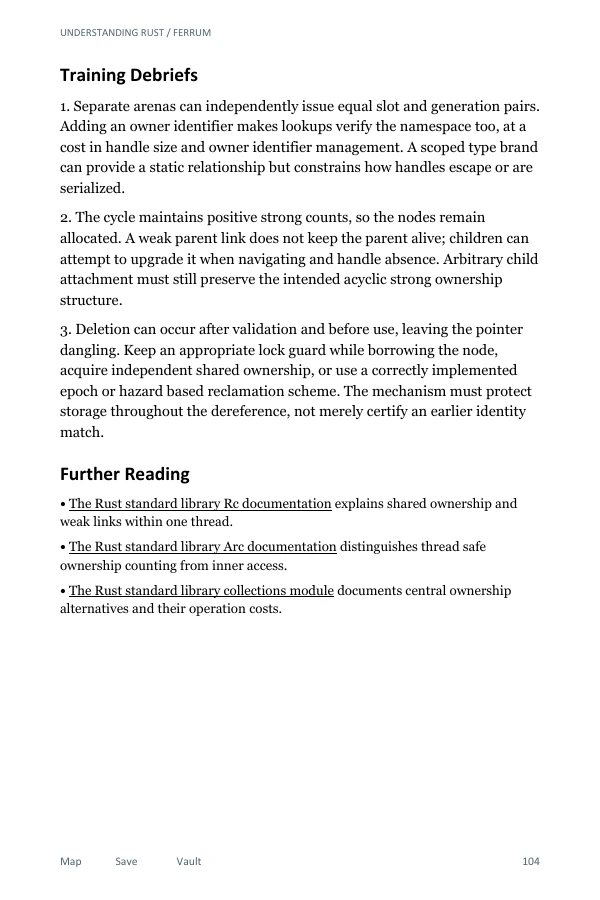 UNDERSTANDING RUST / FERRUM
Training Debriefs
1. Separate arenas can independently issue equal slot and generation pairs.
Adding an owner identifier makes lookups verify the namespace too, at a
cost in handle size and owner identifier management. A scoped type brand
can provide a static relationship but constrains how handles escape or are
serialized.
2. The cycle maintains positive strong counts, so the nodes remain
allocated. A weak parent link does not keep the parent alive; children can
attempt to upgrade it when navigating and handle absence. Arbitrary child
attachment must still preserve the intended acyclic strong ownership
structure.
3. Deletion can occur after validation and before use, leaving the pointer
dangling. Keep an appropriate lock guard while borrowing the node,
acquire independent shared ownership, or use a correctly implemented
epoch or hazard based reclamation scheme. The mechanism must protect
storage throughout the dereference, not merely certify an earlier identity
match.
Further Reading
• The Rust standard library Rc documentation explains shared ownership and
weak links within one thread.
• The Rust standard library Arc documentation distinguishes thread safe
ownership counting from inner access.
• The Rust standard library collections module documents central ownership
alternatives and their operation costs.
Map Save Vault 104